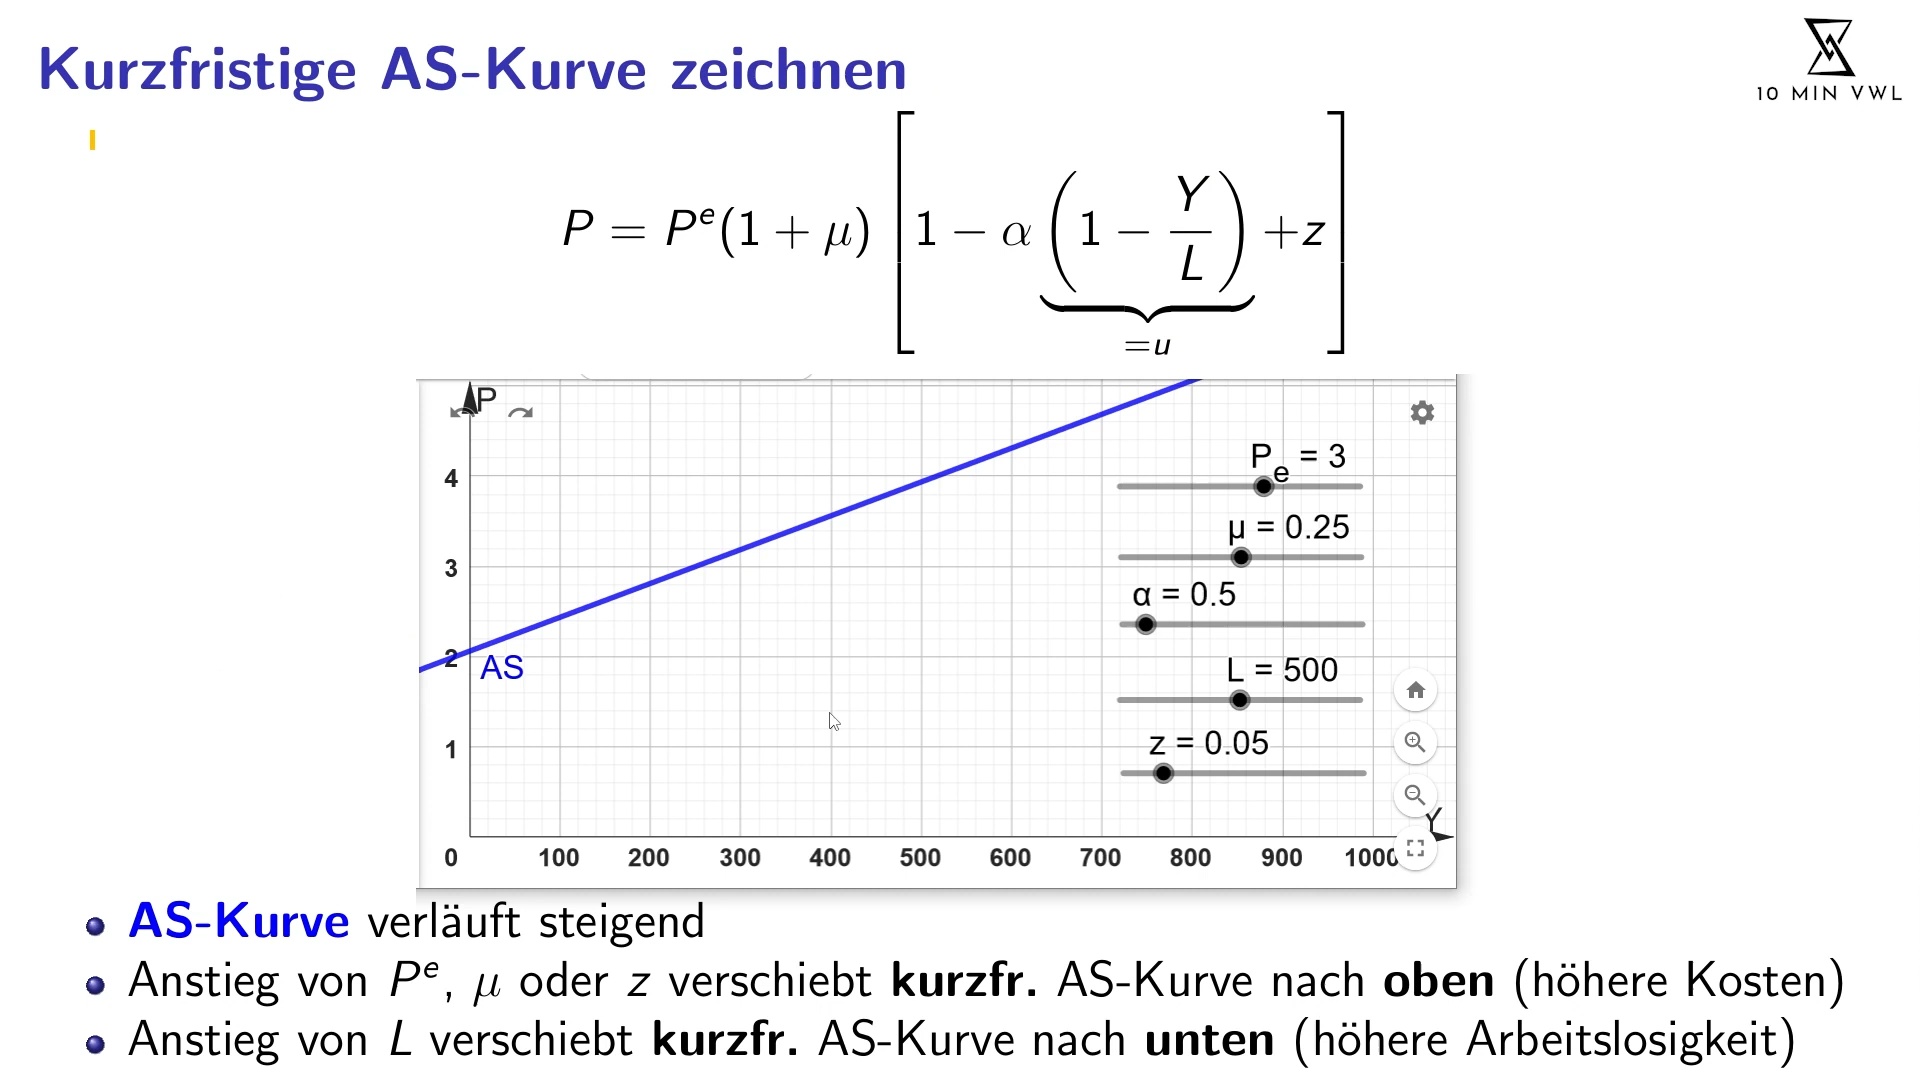 Kurzfristige AS-Kurve zeichnen
10 MIN VWL
P = P^e(1 + μ) [1 − α (1 − Y/L) + z]
=u
P
4
3
2
1
AS
P_e = 3
μ = 0.25
α = 0.5
L = 500
z = 0.05
Y
0 100 200 300 400 500 600 700 800 900 1000
AS-Kurve verläuft steigend
Anstieg von P^e, μ oder z verschiebt kurzfr. AS-Kurve nach oben (höhere Kosten)
Anstieg von L verschiebt kurzfr. AS-Kurve nach unten (höhere Arbeitslosigkeit)